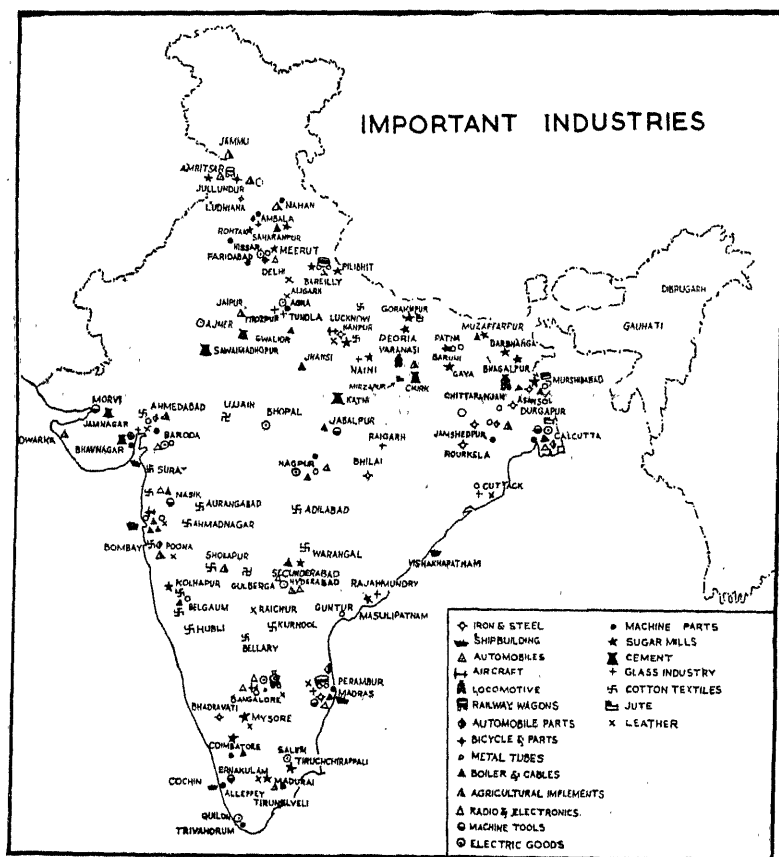 IMPORTANT INDUSTRIES
JAMMU
AMRITSAR
JULLUNDUR
LUDHIANA
NAHAN
AMBALA
ROHTAK
SAHARANPUR
HISSAR
MEERUT
FARIDABAD
DELHI
PILIBHIT
BAREILLY
ALIGARH
JAIPUR
AGRA
FIROZPUR
TUNDLA
LUCKNOW
GORAKHPUR
DIBRUGARH
AJMER
KANPUR
MUZAFFARPUR
GAUHATI
GWALIOR
DEORIA
PATNA
DARBHANGA
SAWAIMADHOPUR
VARANASI
BARUNI
JHANSI
NAINI
BHAGALPUR
GAYA
MURSHIBABAD
MIRZAPUR
CHURK
KATNI
CHITTARANJAN
ASANSOL
MORVI
AHMEDABAD
UJJAIN
BHOPAL
JABALPUR
DURGAPUR
JAMNAGAR
JAMSHEDPUR
CALCUTTA
DWARKA
BARODA
RAIGARH
ROURKELA
BHAVNAGAR
NAGPUR
BHILAI
SURAT
CUTTACK
NASIK
AURANGABAD
ADILABAD
AHMADNAGAR
BOMBAY
POONA
WARANGAL
VISHAKHAPATNAM
SHOLAPUR
SECUNDERABAD
KOLHAPUR
GULBERGA
HYDERABAD
RAJAHMUNDRY
BELGAUM
RAICHUR
GUNTUR
MASULIPATNAM
HUBLI
KURNOOL
BELLARY
PERAMBUR
BANGALORE
MADRAS
BHADRAVATI
MYSORE
COIMBATORE
SALEM
TIRUCHCHIRAPPALI
ERNAKULAM
COCHIN
MADURAI
ALLEPPEY
TIRUNELVELI
QUILON
TRIVANDRUM
IRON & STEEL
SHIPBUILDING
AUTOMOBILES
AIRCRAFT
LOCOMOTIVE
RAILWAY WAGONS
AUTOMOBILE PARTS
BICYCLE & PARTS
METAL TUBES
BOILER & CABLES
AGRICULTURAL IMPLEMENTS
RADIO & ELECTRONICS
MACHINE TOOLS
ELECTRIC GOODS
MACHINE PARTS
SUGAR MILLS
CEMENT
GLASS INDUSTRY
COTTON TEXTILES
JUTE
LEATHER